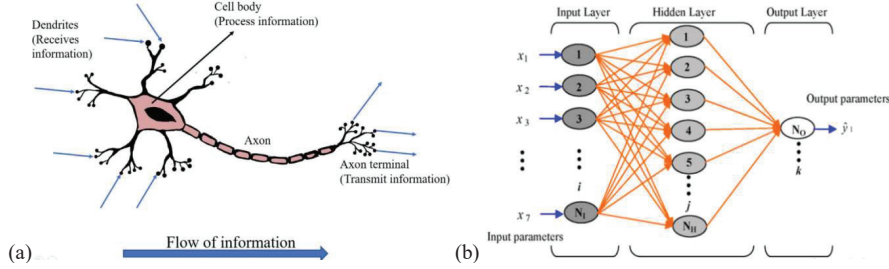 Dendrites
(Receives
information)
Cell body
(Process information)
Axon
Axon terminal
(Transmit information)
(a)
Flow of information
Input Layer
Hidden Layer
Output Layer
x1
x2
x3
x7
1
2
3
i
NI
Input parameters
1
2
3
4
5
j
NH
Output parameters
NO
ŷ1
k
(b)